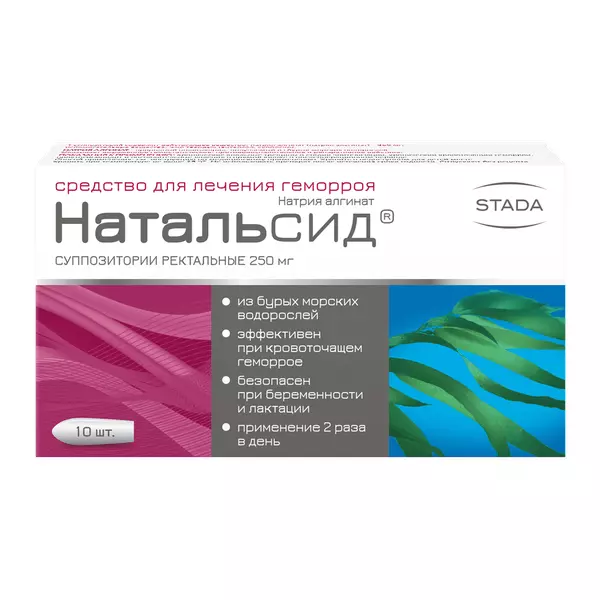 средство для лечения геморроя
Натрия алгинат
Натальсид®
суппозитории ректальные 250 мг
STADA
• из бурых морских
водорослей
• эффективен
при кровоточащем
геморрое
• безопасен
при беременности
и лактации
• применение 2 раза
в день
10 шт.